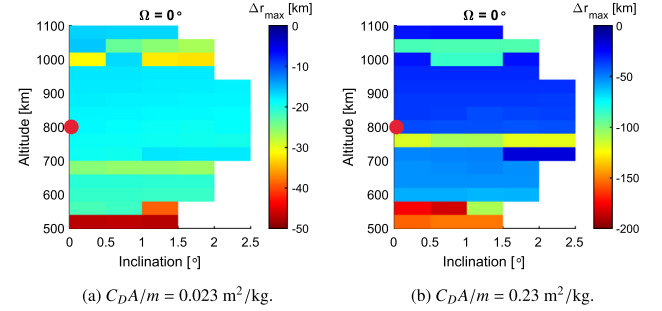 Ω = 0°
Δr_max [km]
1100
1000
900
800
700
600
500
Altitude [km]
0 0.5 1 1.5 2 2.5
Inclination [°]
0
-10
-20
-30
-40
-50
(a) C_D A/m = 0.023 m²/kg.
Ω = 0°
Δr_max [km]
1100
1000
900
800
700
600
500
Altitude [km]
0 0.5 1 1.5 2 2.5
Inclination [°]
0
-50
-100
-150
-200
(b) C_D A/m = 0.23 m²/kg.